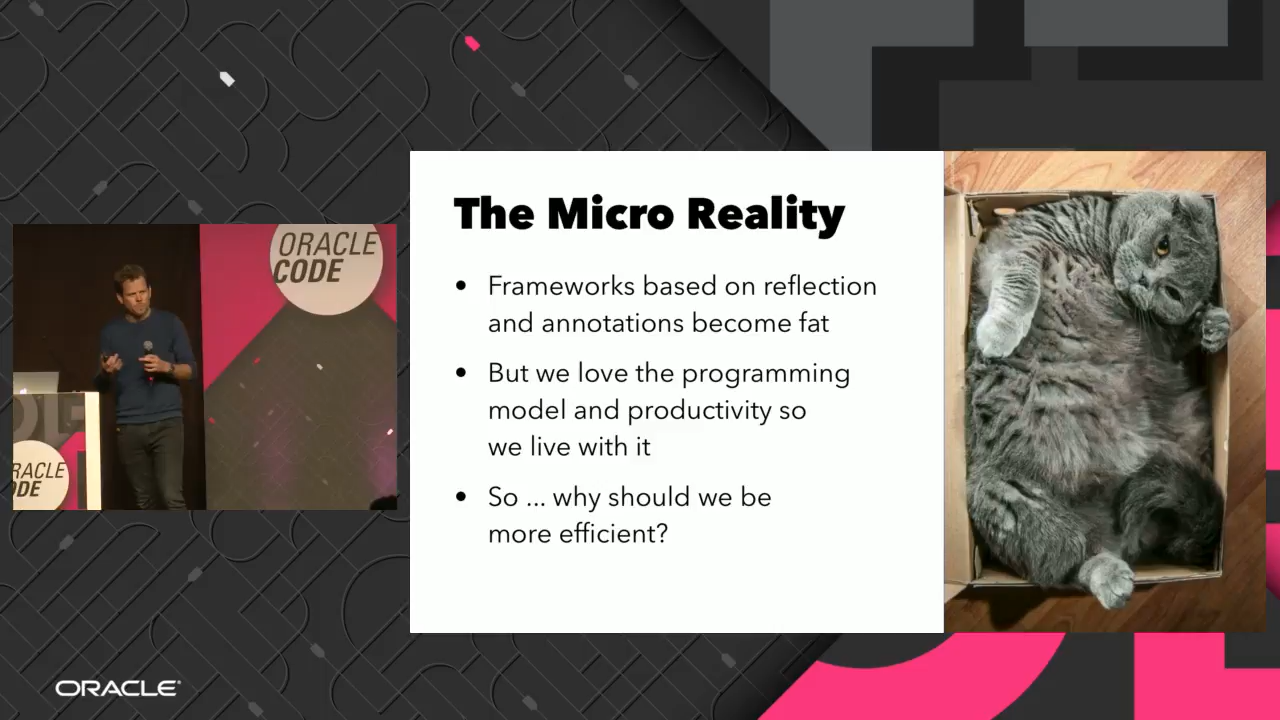 ORACLE
CODE
RACLE
DE
The Micro Reality
• Frameworks based on reflection
and annotations become fat
• But we love the programming
model and productivity so
we live with it
• So ... why should we be
more efficient?
ORACLE®